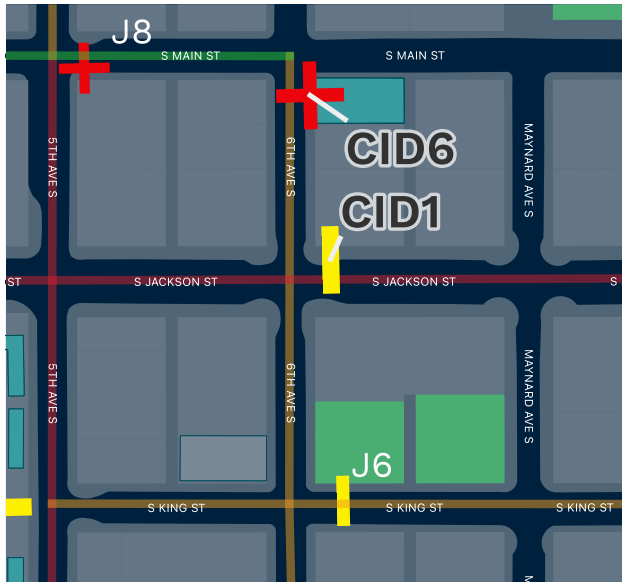 J8
S MAIN ST
S MAIN ST
5TH AVE S
6TH AVE S
MAYNARD AVE S
CID6
CID1
ST
S JACKSON ST
S JACKSON ST
S
5TH AVE S
6TH AVE S
MAYNARD AVE S
J6
S KING ST
S KING ST
S KING ST
M